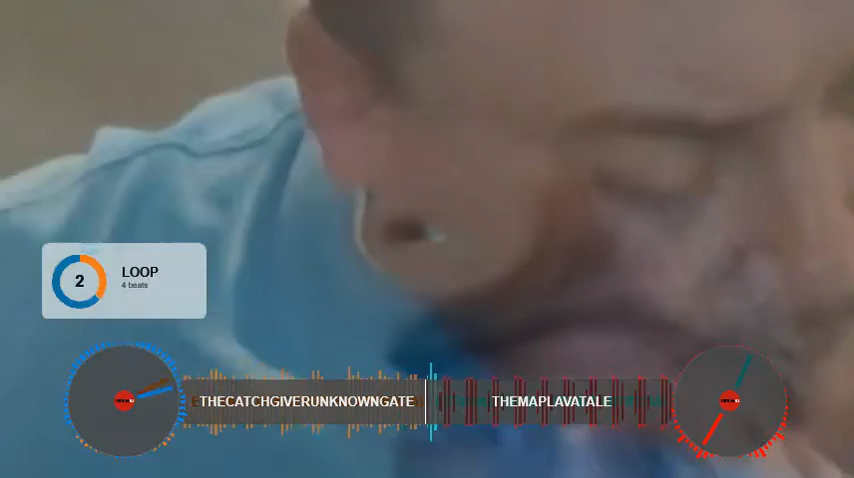 2
LOOP
4 beats
THECATCHGIVERUNKNOWNGATE
THEMAPLAVATALE